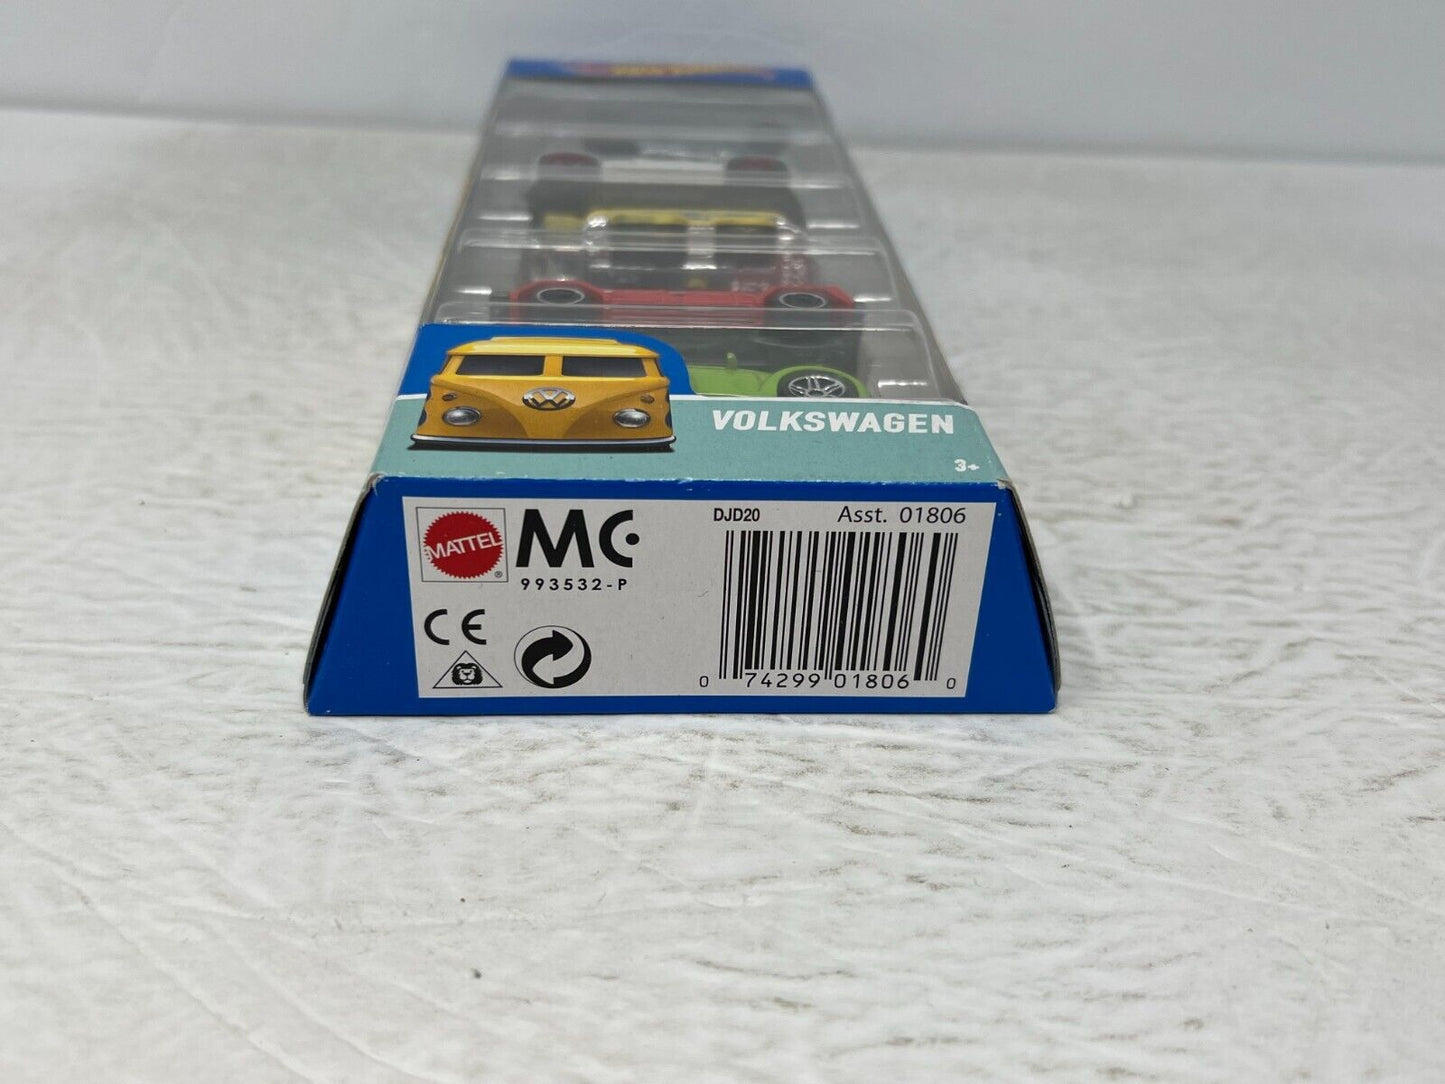 VOLKSWAGEN
3+
MATTEL
®
MC
993532-P
CE
DJD20
Asst. 01806
0 74299 01806 0